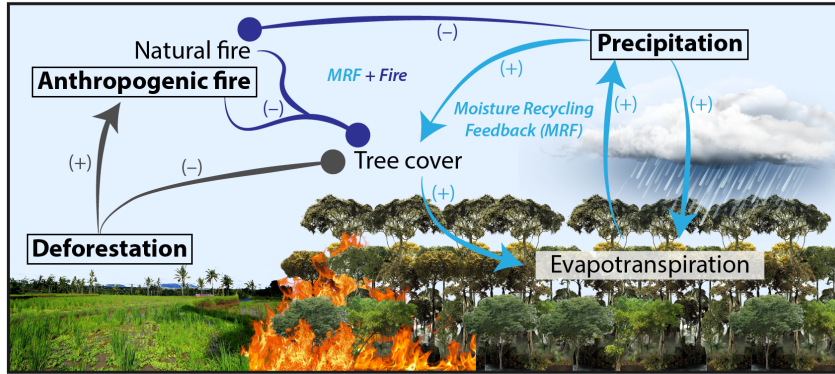 (–)
Natural fire
Precipitation
Anthropogenic fire
MRF + Fire
(+)
(–)
Moisture Recycling
Feedback (MRF)
(+)
(+)
(+)
(–)
Tree cover
(+)
Deforestation
Evapotranspiration